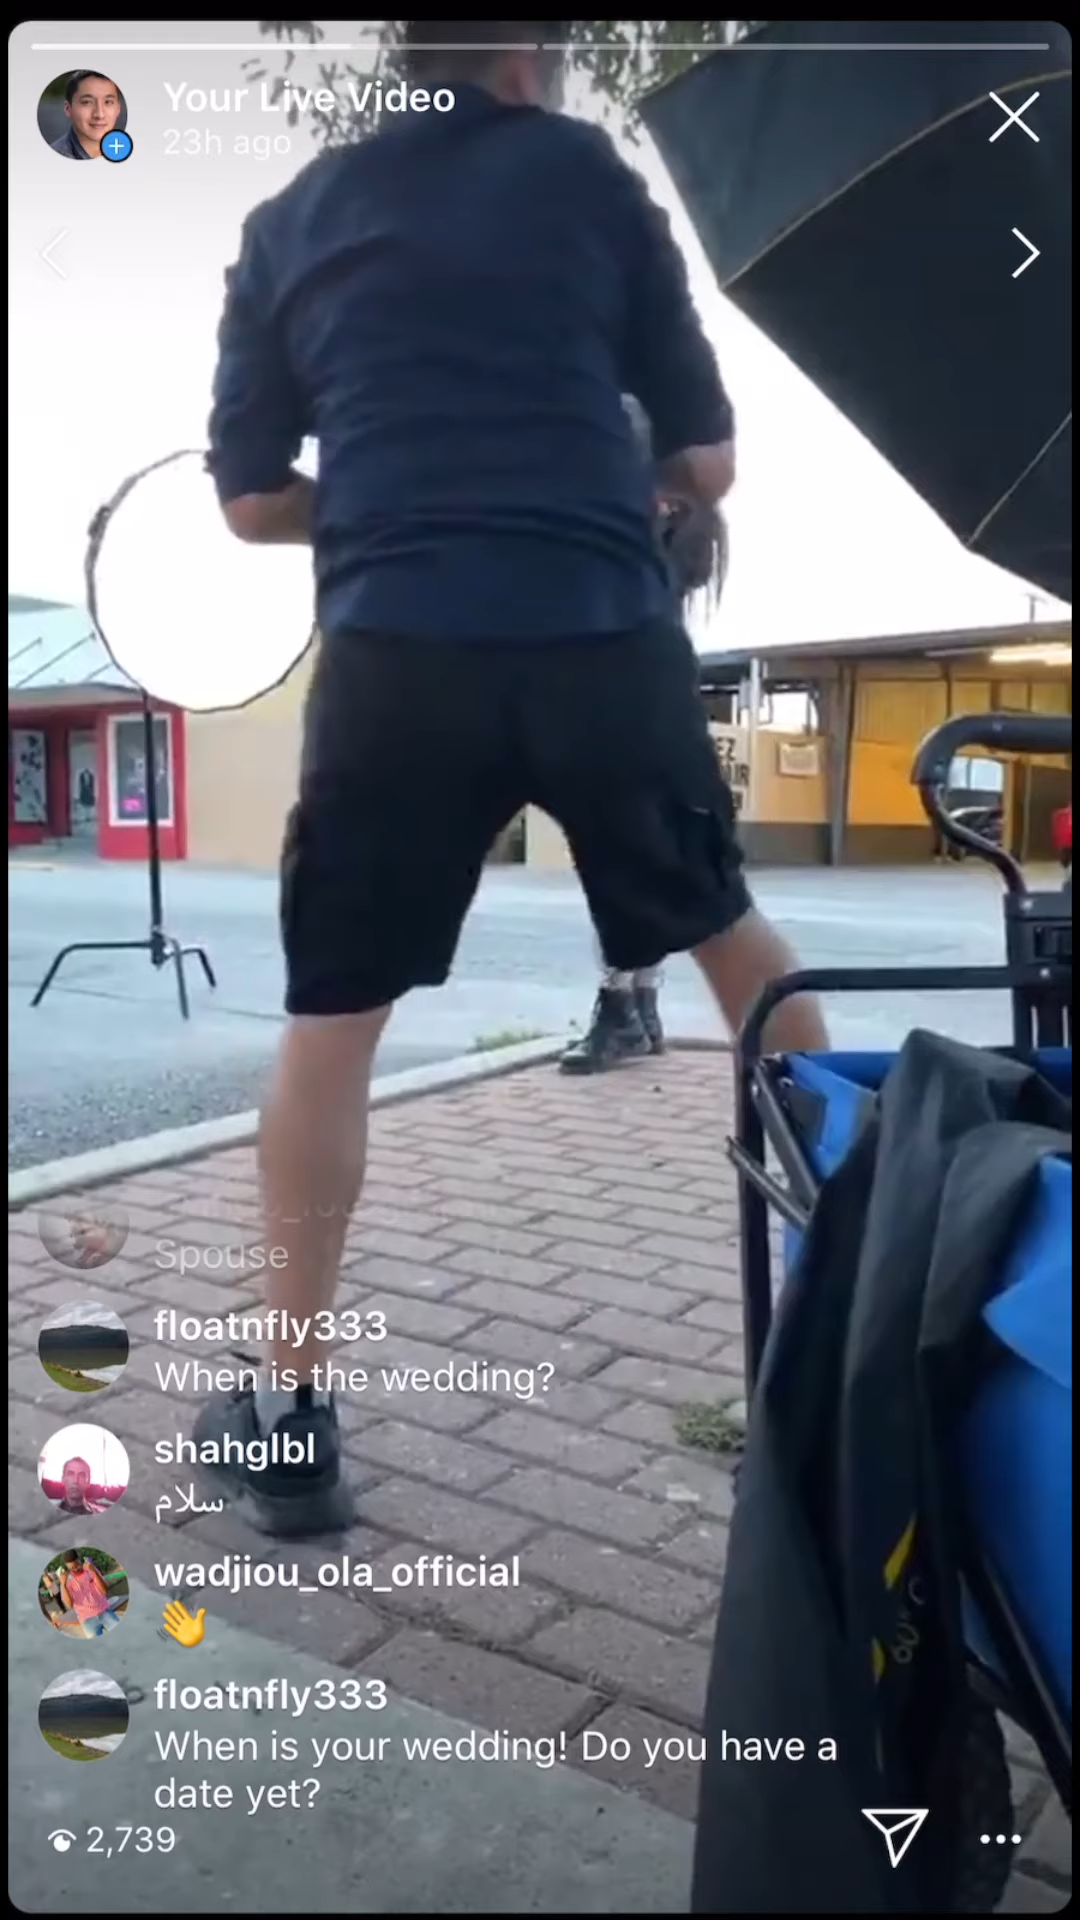 Your Live Video
23h ago
EZ
Spouse
floatnfly333
When is the wedding?
shahglbl
سلام
wadjiou_ola_official
👋
floatnfly333
When is your wedding! Do you have a
date yet?
2,739